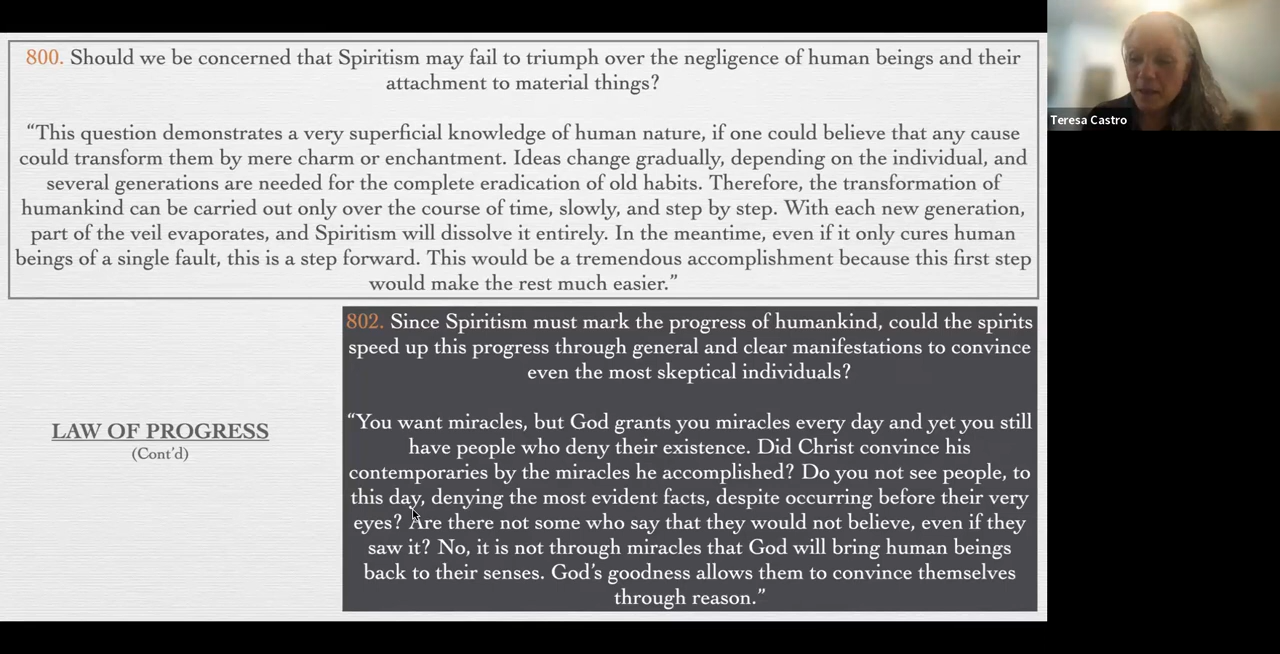 800. Should we be concerned that Spiritism may fail to triumph over the negligence of human beings and their
attachment to material things?
“This question demonstrates a very superficial knowledge of human nature, if one could believe that any cause
could transform them by mere charm or enchantment. Ideas change gradually, depending on the individual, and
several generations are needed for the complete eradication of old habits. Therefore, the transformation of
humankind can be carried out only over the course of time, slowly, and step by step. With each new generation,
part of the veil evaporates, and Spiritism will dissolve it entirely. In the meantime, even if it only cures human
beings of a single fault, this is a step forward. This would be a tremendous accomplishment because this first step
would make the rest much easier.”
Teresa Castro
LAW OF PROGRESS
(Cont’d)
802. Since Spiritism must mark the progress of humankind, could the spirits
speed up this progress through general and clear manifestations to convince
even the most skeptical individuals?
“You want miracles, but God grants you miracles every day and yet you still
have people who deny their existence. Did Christ convince his
contemporaries by the miracles he accomplished? Do you not see people, to
this day, denying the most evident facts, despite occurring before their very
eyes? Are there not some who say that they would not believe, even if they
saw it? No, it is not through miracles that God will bring human beings
back to their senses. God’s goodness allows them to convince themselves
through reason.”